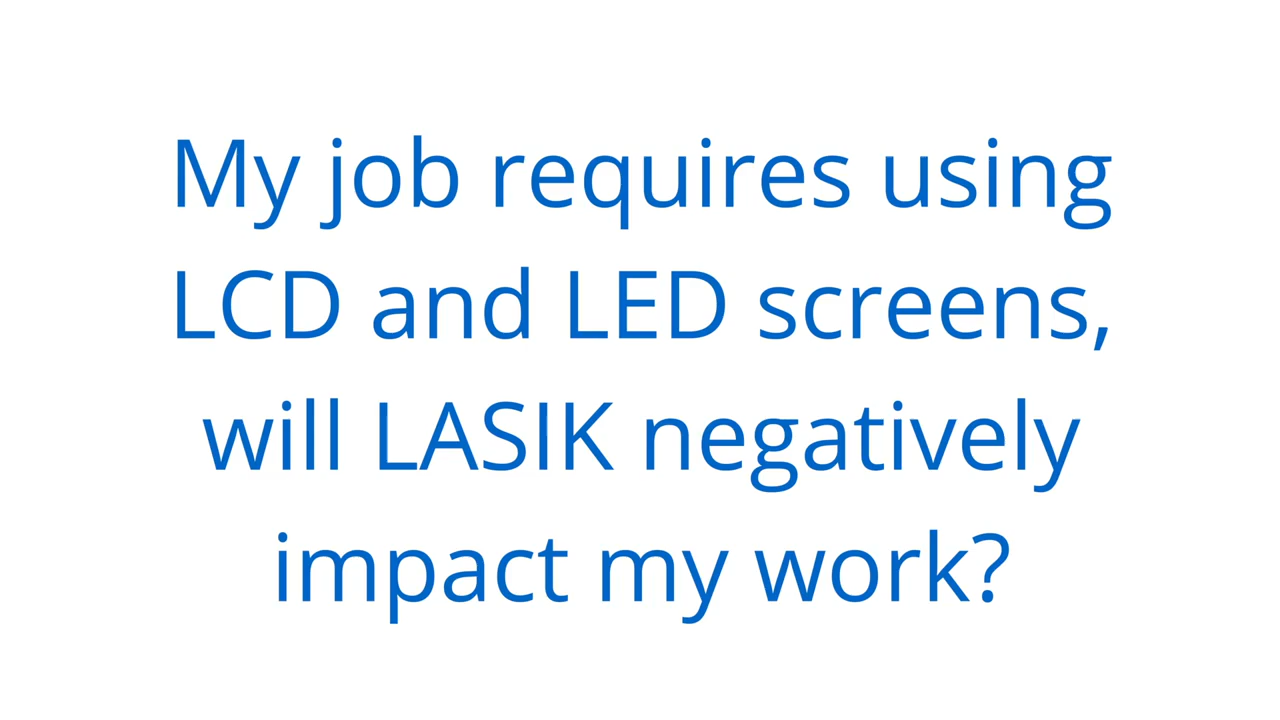 My job requires using
LCD and LED screens,
will LASIK negatively
impact my work?